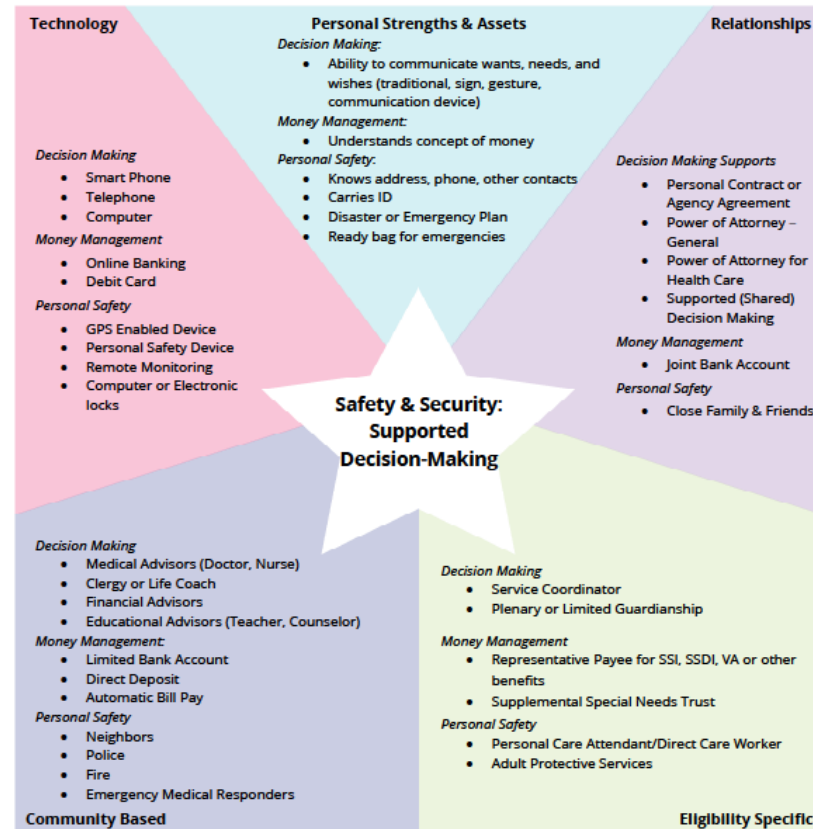 Technology
Decision Making
• Smart Phone
• Telephone
• Computer
Money Management
• Online Banking
• Debit Card
Personal Safety
• GPS Enabled Device
• Personal Safety Device
• Remote Monitoring
• Computer or Electronic
locks
Personal Strengths & Assets
Decision Making:
• Ability to communicate wants, needs, and
wishes (traditional, sign, gesture,
communication device)
Money Management:
• Understands concept of money
Personal Safety:
• Knows address, phone, other contacts
• Carries ID
• Disaster or Emergency Plan
• Ready bag for emergencies
Relationships
Decision Making Supports
• Personal Contract or
Agency Agreement
• Power of Attorney –
General
• Power of Attorney for
Health Care
• Supported (Shared)
Decision Making
Money Management
• Joint Bank Account
Personal Safety
• Close Family & Friends
Safety & Security:
Supported
Decision-Making
Decision Making
• Medical Advisors (Doctor, Nurse)
• Clergy or Life Coach
• Financial Advisors
• Educational Advisors (Teacher, Counselor)
Money Management:
• Limited Bank Account
• Direct Deposit
• Automatic Bill Pay
Personal Safety
• Neighbors
• Police
• Fire
• Emergency Medical Responders
Community Based
Decision Making
• Service Coordinator
• Plenary or Limited Guardianship
Money Management
• Representative Payee for SSI, SSDI, VA or other
benefits
• Supplemental Special Needs Trust
Personal Safety
• Personal Care Attendant/Direct Care Worker
• Adult Protective Services
Eligibility Specific